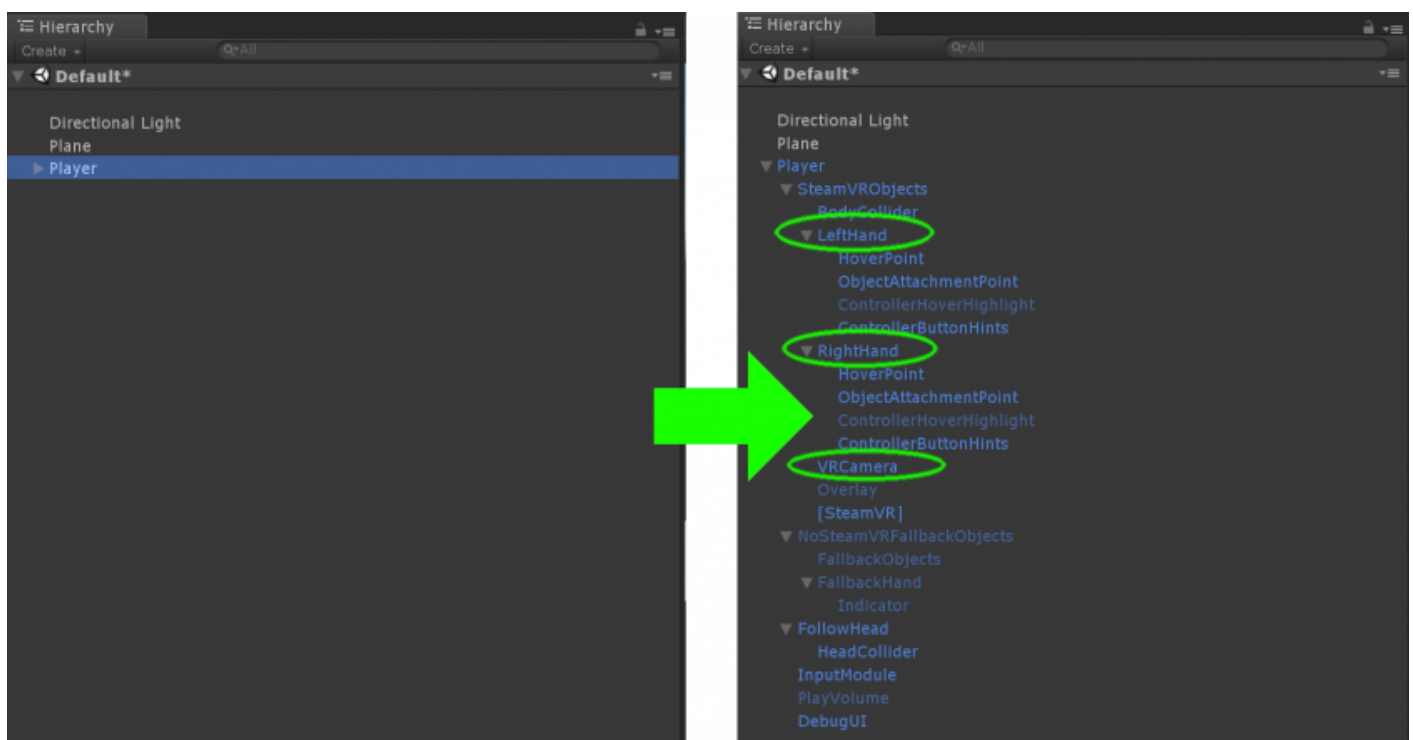 Hierarchy
Create
All
Default*
Directional Light
Plane
Player
Hierarchy
Create
All
Default*
Directional Light
Plane
Player
SteamVRObjects
BodyCollider
LeftHand
HoverPoint
ObjectAttachmentPoint
ControllerHoverHighlight
ControllerButtonHints
RightHand
HoverPoint
ObjectAttachmentPoint
ControllerHoverHighlight
ControllerButtonHints
VRCamera
Overlay
[SteamVR]
NoSteamVRFallbackObjects
FallbackObjects
FallbackHand
Indicator
FollowHead
HeadCollider
InputModule
PlayVolume
DebugUI